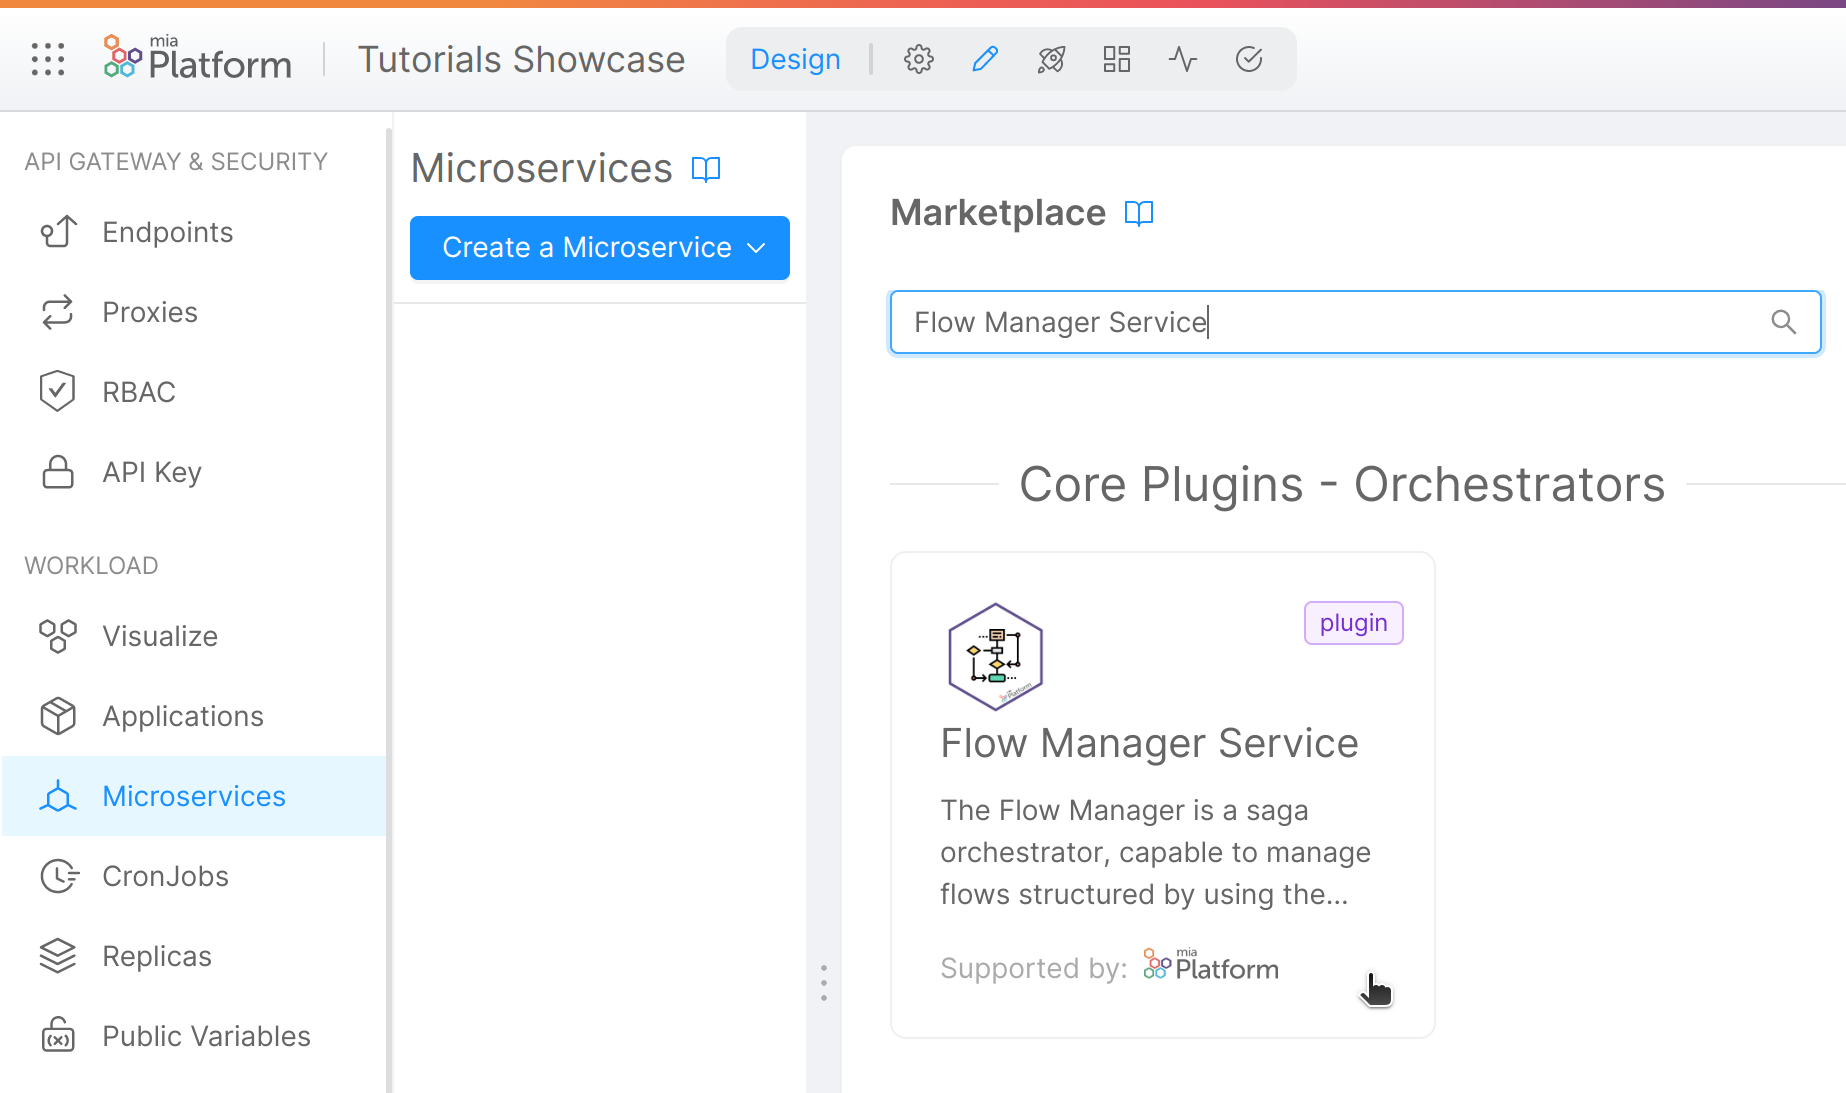 mia
Platform
Tutorials Showcase
Design
API GATEWAY & SECURITY
Endpoints
Proxies
RBAC
API Key
WORKLOAD
Visualize
Applications
Microservices
CronJobs
Replicas
(x)
Public Variables
Microservices
Create a Microservice
Marketplace
Flow Manager Service
Core Plugins - Orchestrators
plugin
mia Platform
Flow Manager Service
The Flow Manager is a saga
orchestrator, capable to manage
flows structured by using the...
Supported by: mia Platform